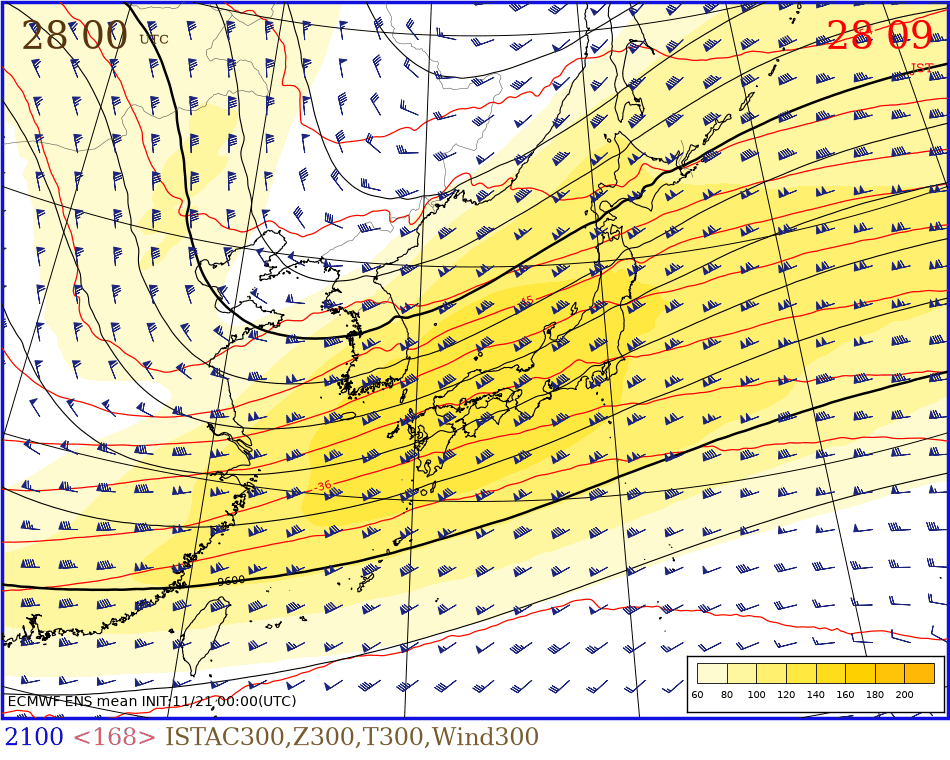 28 00 UTC
28 09
JST
-45
-36
9600
60 80 100 120 140 160 180 200
ECMWF ENS mean INIT:11/21 00:00(UTC)
2100 <168> ISTAC300,Z300,T300,Wind300